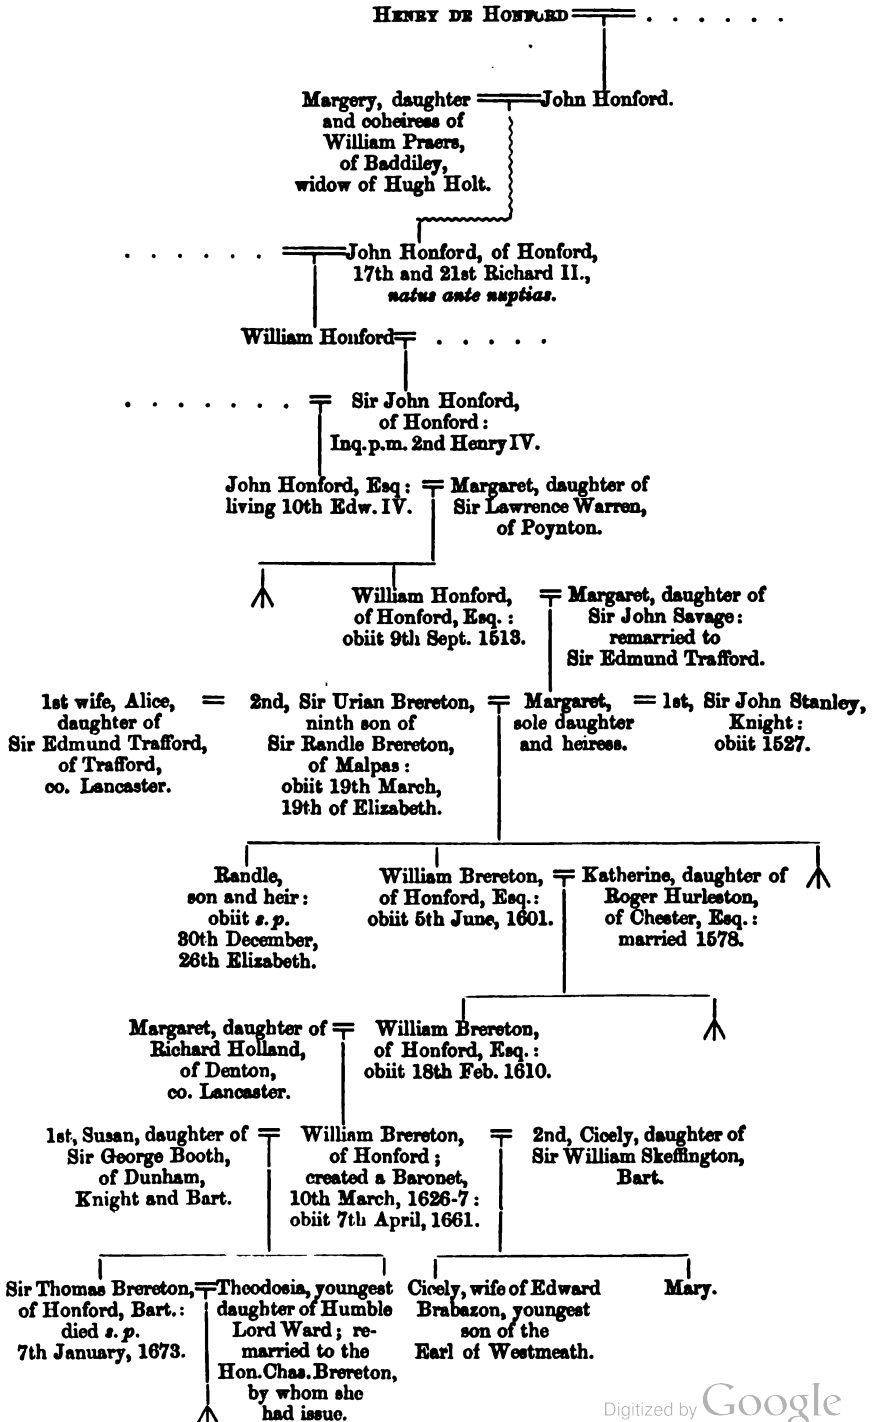 HENRY DE HONFORD
Margery, daughter
and coheiress of
William Praers,
of Baddiley,
widow of Hugh Holt.
John Honford.
John Honford, of Honford,
17th and 21st Richard II.,
natus ante nuptias.
William Honford
Sir John Honford,
of Honford:
Inq.p.m. 2nd Henry IV.
John Honford, Esq:
living 10th Edw. IV.
Margaret, daughter of
Sir Lawrence Warren,
of Poynton.
William Honford,
of Honford, Esq.:
obiit 9th Sept. 1513.
Margaret, daughter of
Sir John Savage:
remarried to
Sir Edmund Trafford.
1st wife, Alice,
daughter of
Sir Edmund Trafford,
of Trafford,
co. Lancaster.
2nd, Sir Urian Brereton,
ninth son of
Sir Randle Brereton,
of Malpas:
obiit 19th March,
19th of Elizabeth.
Margaret,
sole daughter
and heiress.
1st, Sir John Stanley,
Knight:
obiit 1527.
Randle,
son and heir:
obiit s.p.
30th December,
26th Elizabeth.
William Brereton,
of Honford, Esq.:
obiit 5th June, 1601.
Katherine, daughter of
Roger Hurleston,
of Chester, Esq.:
married 1578.
Margaret, daughter of
Richard Holland,
of Denton,
co. Lancaster.
William Brereton,
of Honford, Esq.:
obiit 18th Feb. 1610.
1st, Susan, daughter of
Sir George Booth,
of Dunham,
Knight and Bart.
William Brereton,
of Honford;
created a Baronet,
10th March, 1626-7:
obiit 7th April, 1661.
2nd, Cicely, daughter of
Sir William Skeffington,
Bart.
Sir Thomas Brereton,
of Honford, Bart.:
died s.p.
7th January, 1673.
Theodosia, youngest
daughter of Humble
Lord Ward; re-
married to the
Hon. Chas. Brereton,
by whom she
had issue.
Cicely, wife of Edward
Brabazon, youngest
son of the
Earl of Westmeath.
Mary.
Digitized by Google